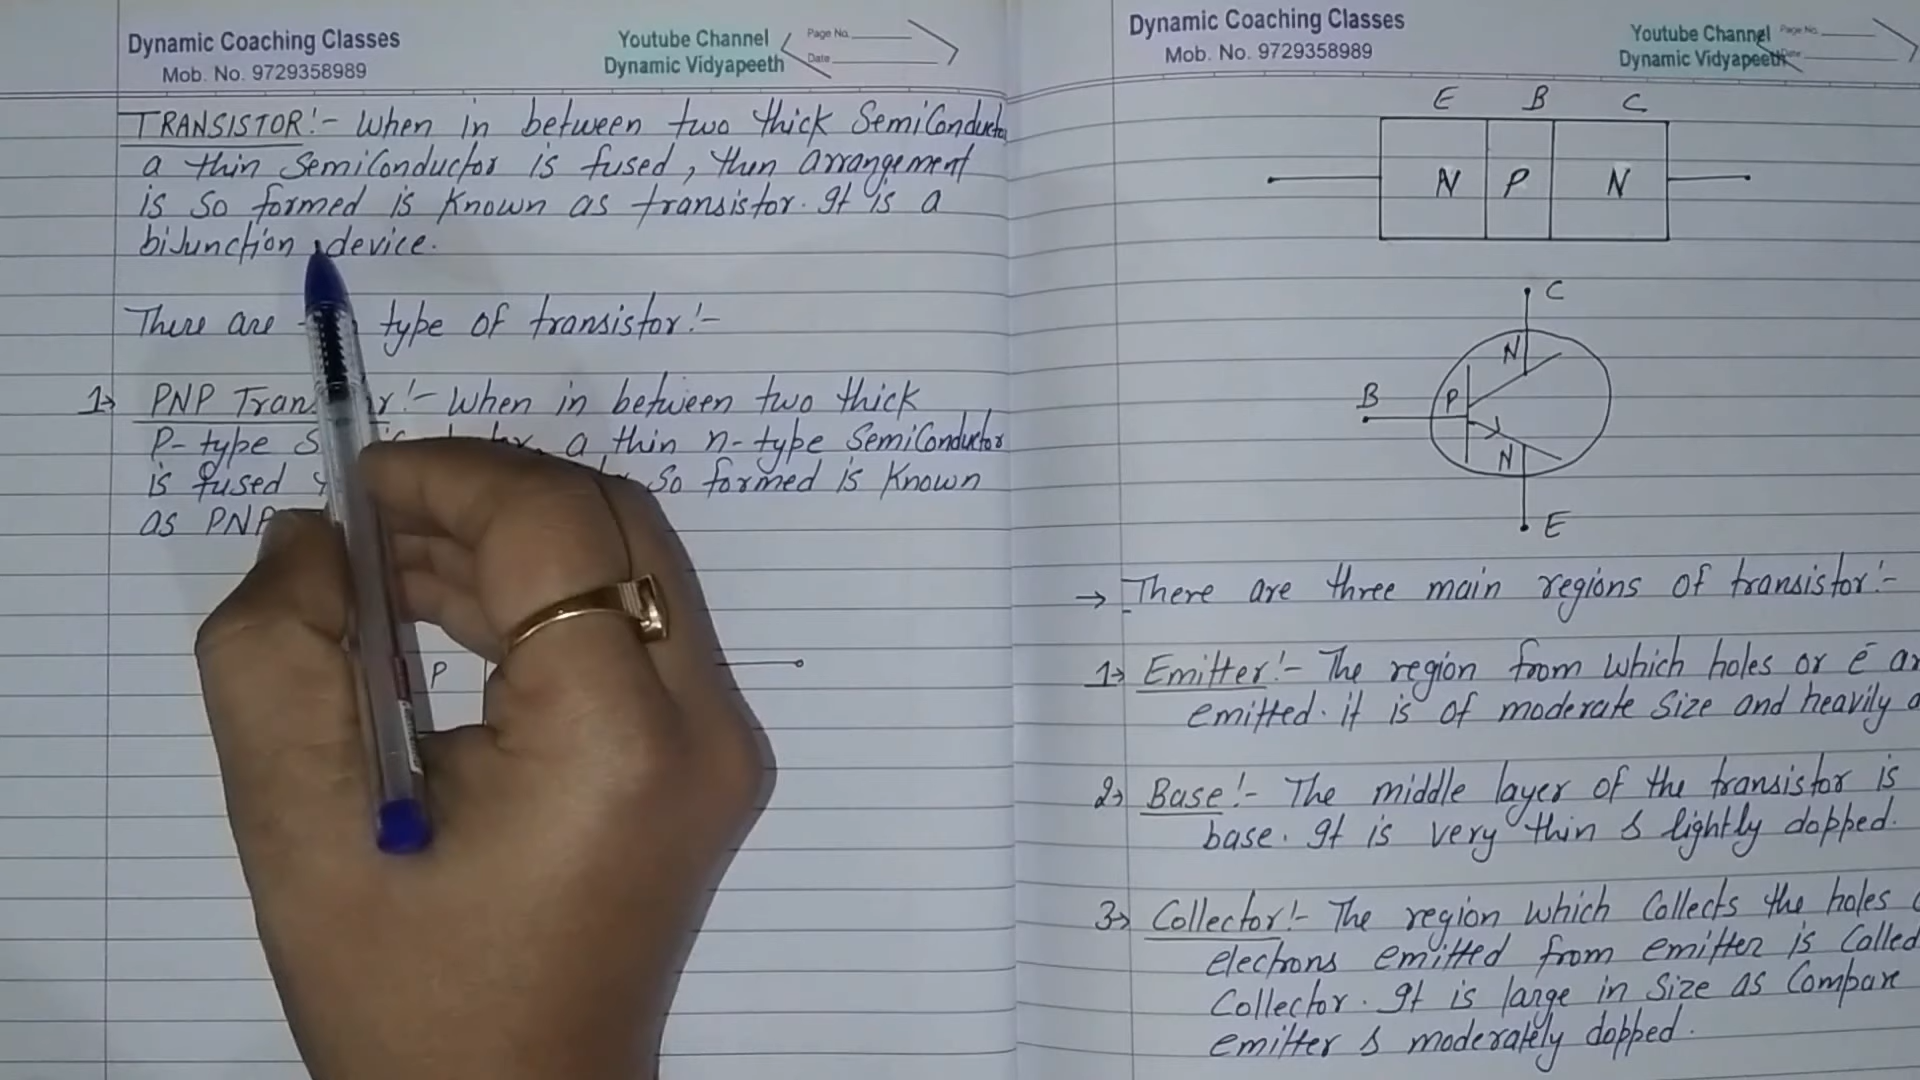 Dynamic Coaching Classes
Mob. No. 9729358989
Youtube Channel
Dynamic Vidyapeeth
Page No.
Date
TRANSISTOR!- When in between two thick SemiConductor
a thin SemiConductor is fused, then arrangement
is so formed is Known as transistor. It is a
biJunction device.
There are type of transistor!-
1→ PNP Tran r!- When in between two thick
P-type a thin n-type SemiConductor
is fused so formed is Known
as PNP
P
Dynamic Coaching Classes
Mob. No. 9729358989
Youtube Channel
Dynamic Vidyapeeth
Page No.
Date
E B C
N P N
C
N
B P
N
E
→ There are three main regions of transistor!-
1→ Emitter!- The region from which holes or ē ar
emitted. it is of moderate Size and heavily d
2→ Base!- The middle layer of the transistor is
base. It is very thin & lightly dopped.
3→ Collector!- The region which Collects the holes
electrons emitted from emitter is Called
Collector. It is large in Size as Compare
emitter & moderately dopped.